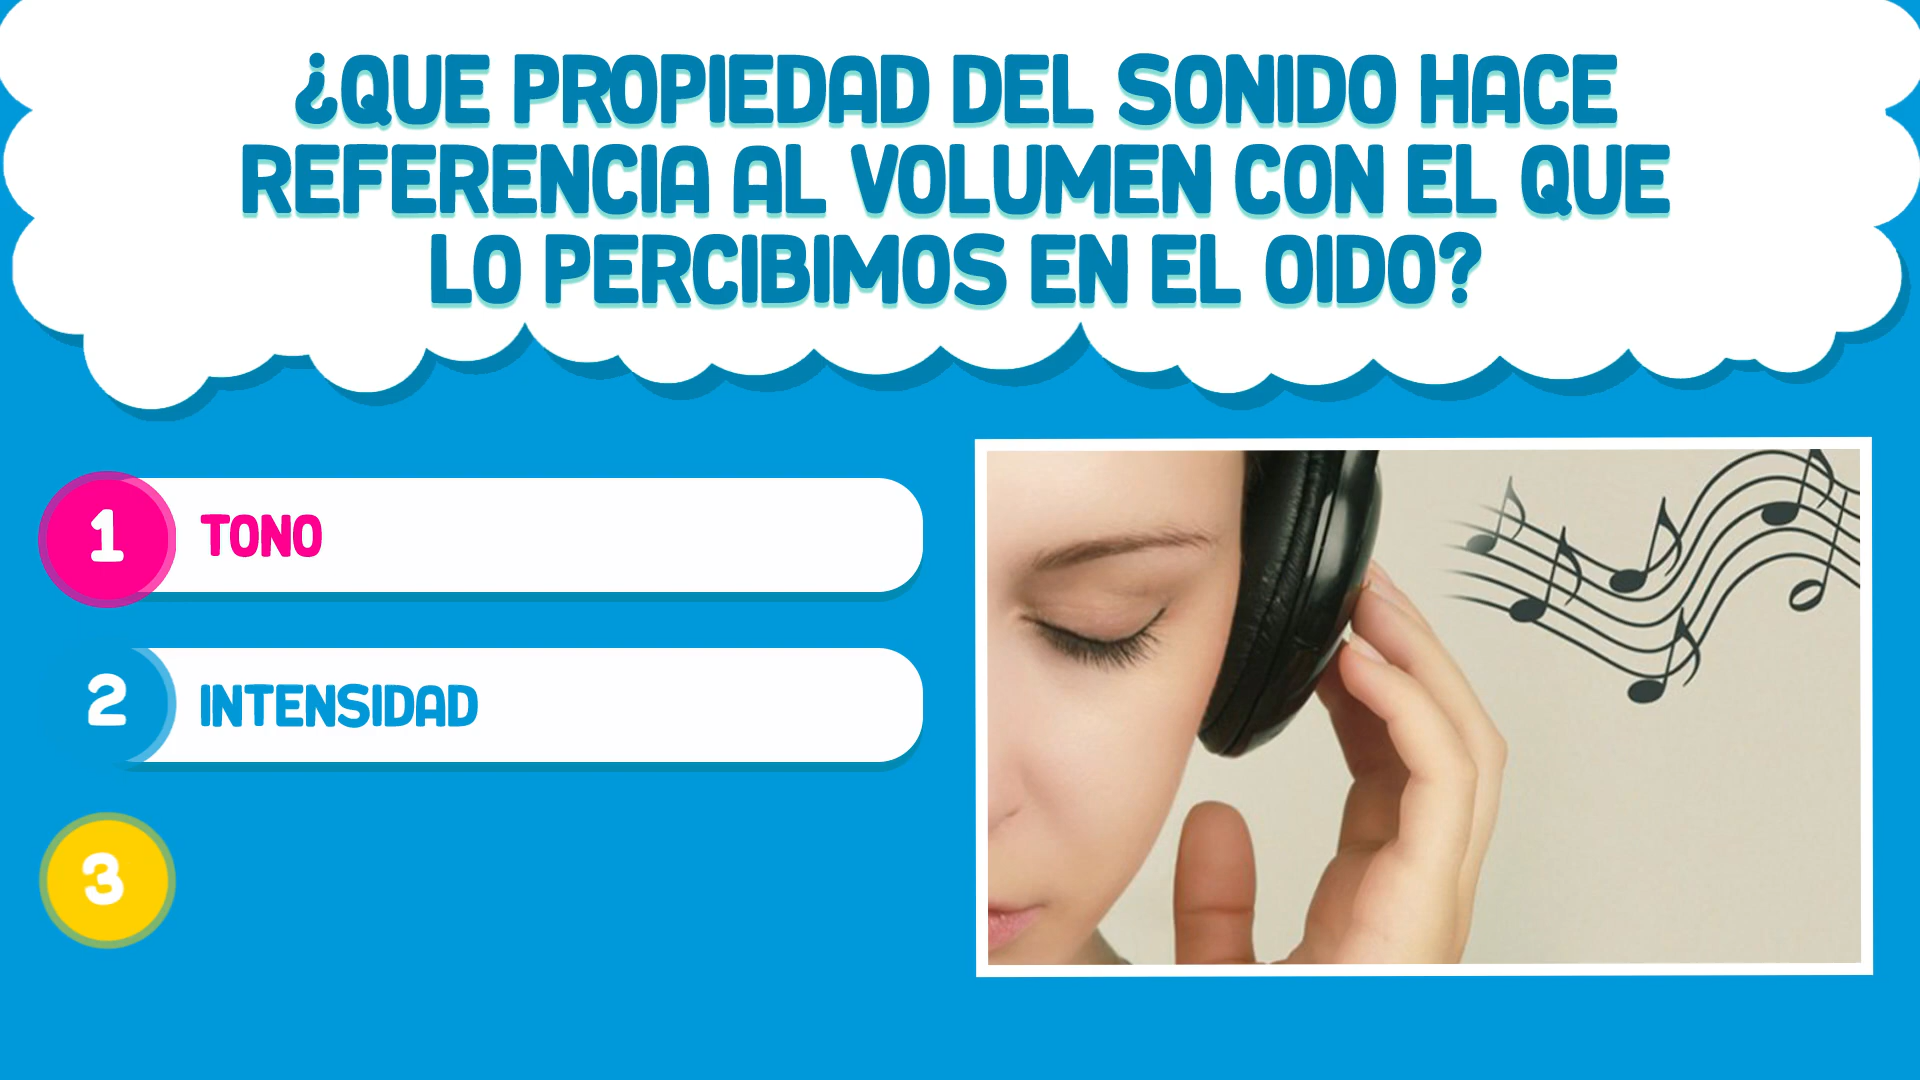 ¿QUE PROPIEDAD DEL SONIDO HACE
REFERENCIA AL VOLUMEN CON EL QUE
LO PERCIBIMOS EN EL OIDO?
1 TONO
2 INTENSIDAD
3